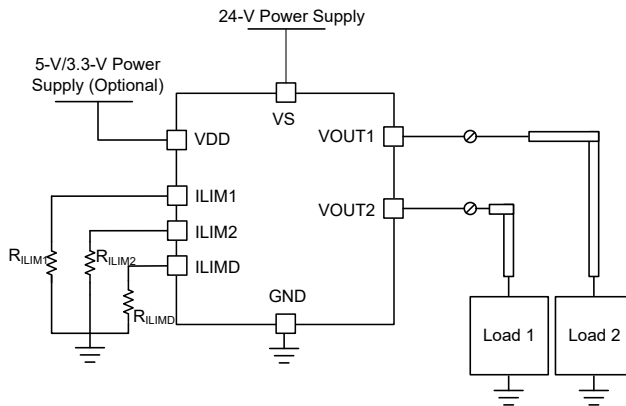 24-V Power Supply
5-V/3.3-V Power
Supply (Optional)
VS
VDD
VOUT1
ILIM1
VOUT2
ILIM2
RILIM1
RILIM2
ILIMD
RILIMD
GND
Load 1
Load 2